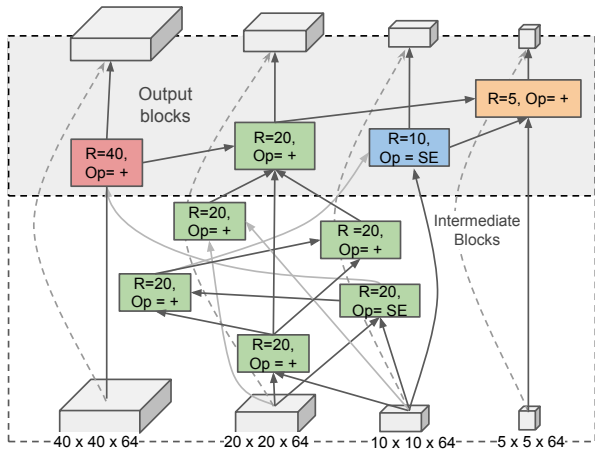 Output
blocks
R=5, Op= +
R=40,
Op= +
R=20,
Op= +
R=10,
Op = SE
R=20,
Op= +
Intermediate
Blocks
R =20,
Op= +
R=20,
Op = +
R=20,
Op= SE
R=20,
Op= +
40 x 40 x 64
20 x 20 x 64
10 x 10 x 64
5 x 5 x 64